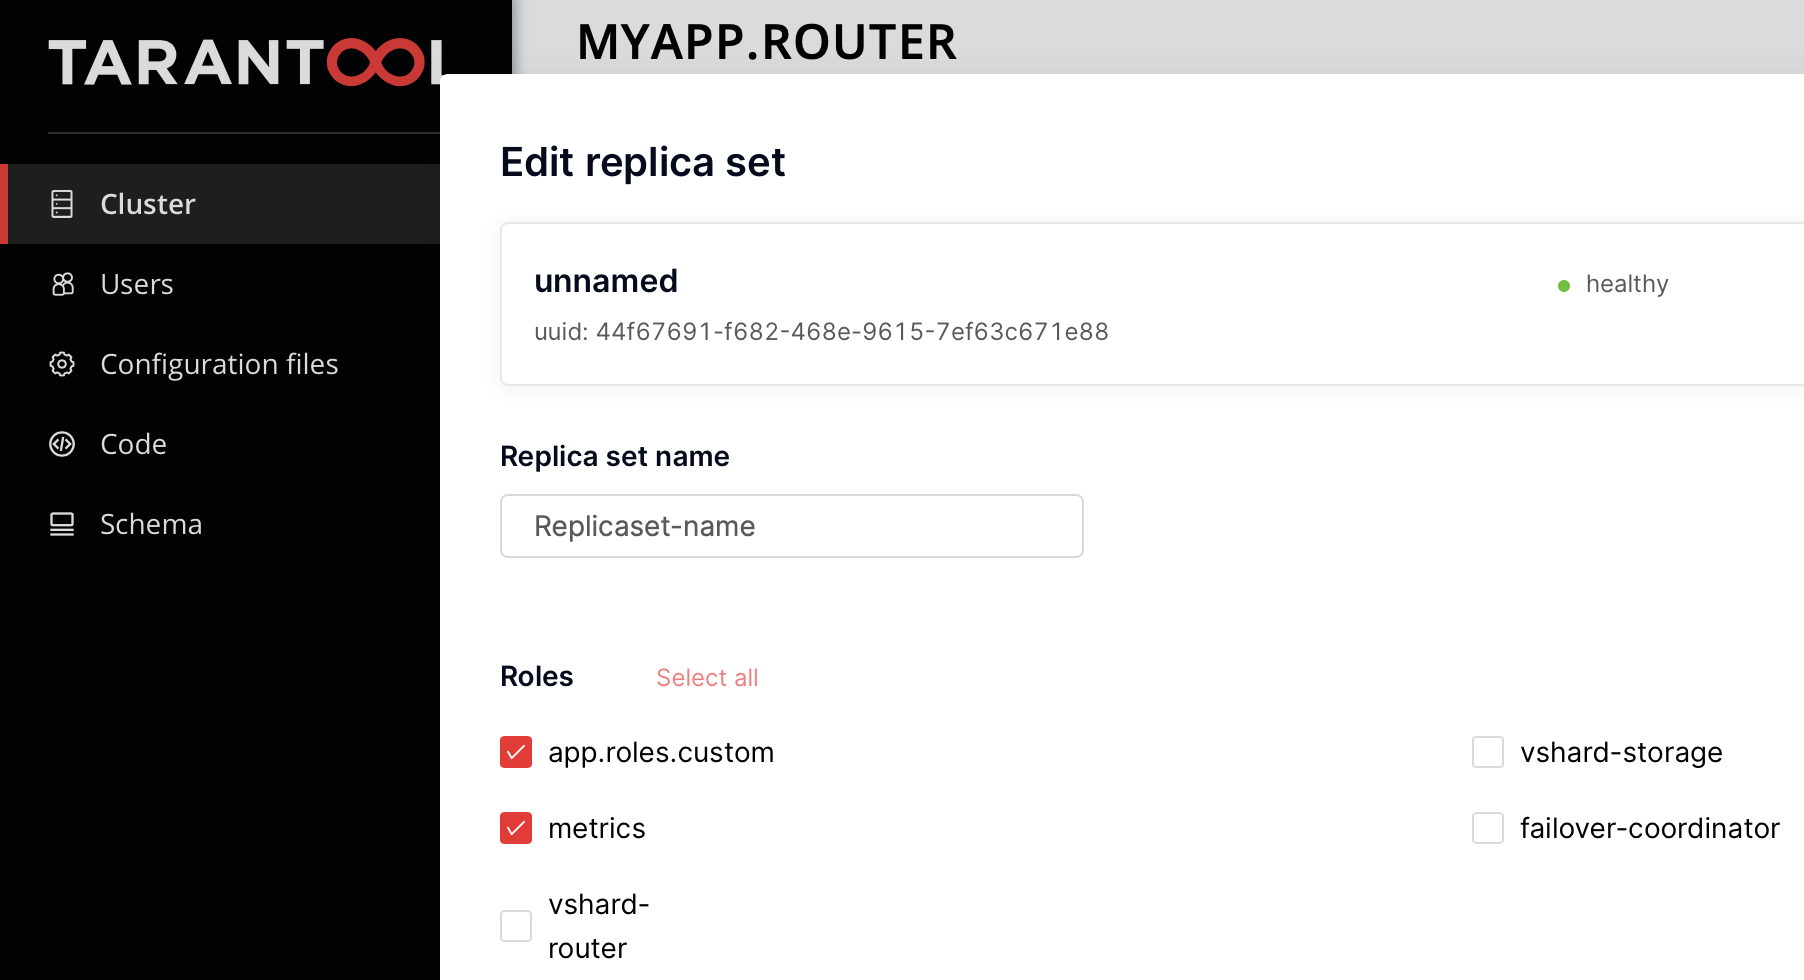 TARANTOOL
MYAPP.ROUTER
Cluster
Users
Configuration files
Code
Schema
Edit replica set
unnamed
healthy
uuid: 44f67691-f682-468e-9615-7ef63c671e88
Replica set name
Replicaset-name
Roles Select all
app.roles.custom
vshard-storage
metrics
failover-coordinator
vshard-
router